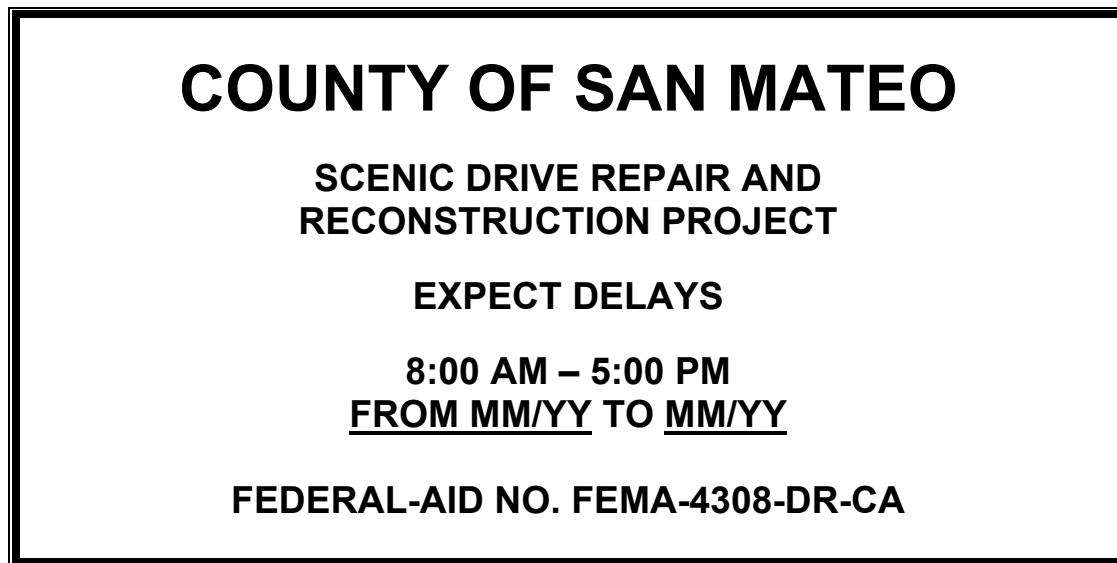 COUNTY OF SAN MATEO
SCENIC DRIVE REPAIR AND
RECONSTRUCTION PROJECT
EXPECT DELAYS
8:00 AM – 5:00 PM
FROM MM/YY TO MM/YY
FEDERAL-AID NO. FEMA-4308-DR-CA